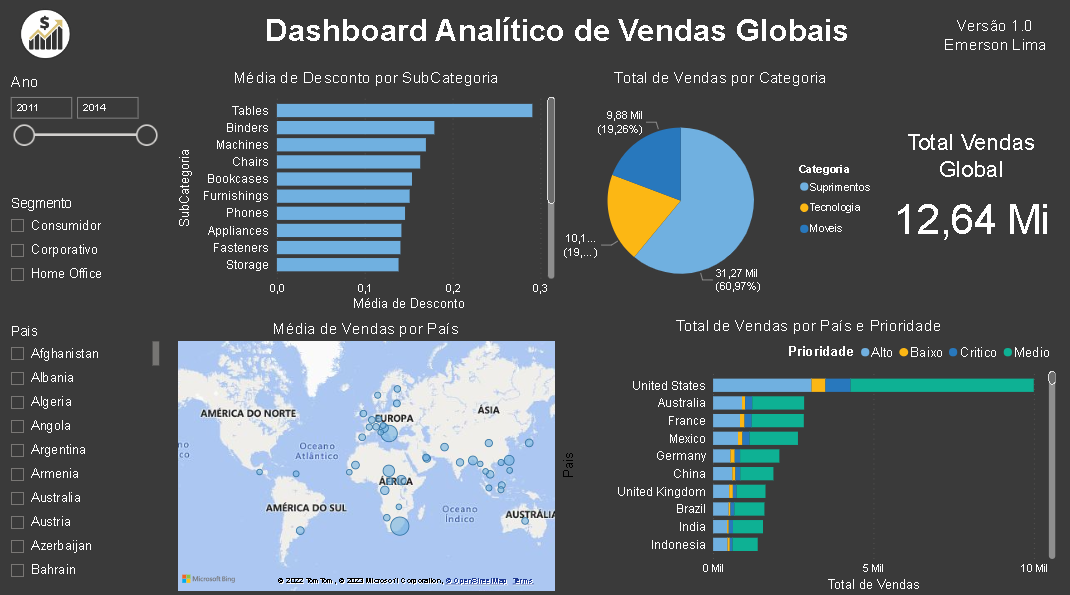 $
Dashboard Analítico de Vendas Globais
Versão 1.0
Emerson Lima
Ano
2011
2014
Segmento
Consumidor
Corporativo
Home Office
Pais
Afghanistan
Albania
Algeria
Angola
Argentina
Armenia
Australia
Austria
Azerbaijan
Bahrain
Média de Desconto por SubCategoria
SubCategoria
Tables
Binders
Machines
Chairs
Bookcases
Furnishings
Phones
Appliances
Fasteners
Storage
0,0 0,1 0,2 0,3
Média de Desconto
Total de Vendas por Categoria
9,88 Mil
(19,26%)
10,1...
(19,...)
31,27 Mil
(60,97%)
Categoria
Suprimentos
Tecnologia
Moveis
Total Vendas
Global
12,64 Mi
Média de Vendas por País
AMÉRICA DO NORTE
EUROPA
ÁSIA
no
co
Oceano
Atlântico
ÁFRICA
AMÉRICA DO SUL
Oceano
Índico
AUSTRÁLIA
Microsoft Bing
© 2022 TomTom, © 2023 Microsoft Corporation, © OpenStreetMap Terms
Total de Vendas por País e Prioridade
Prioridade Alto Baixo Critico Medio
Pais
United States
Australia
France
Mexico
Germany
China
United Kingdom
Brazil
India
Indonesia
0 Mil 5 Mil 10 Mil
Total de Vendas